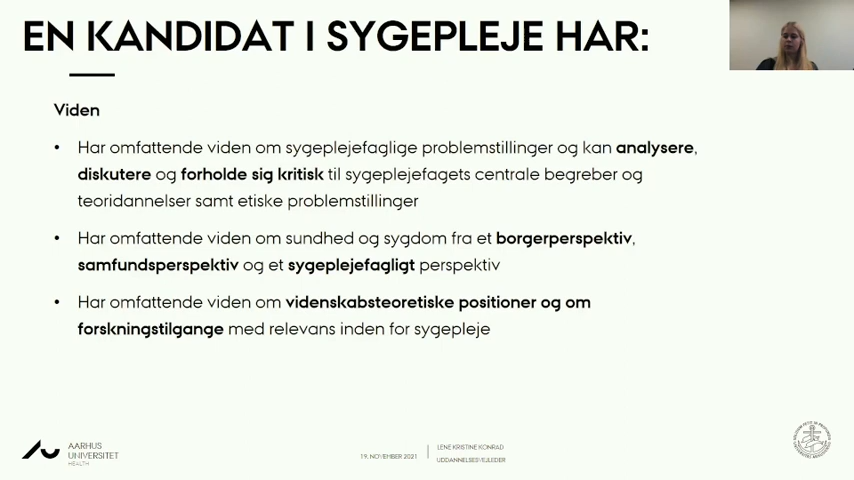 EN KANDIDAT I SYGEPLEJE HAR:
Viden
• Har omfattende viden om sygeplejefaglige problemstillinger og kan analysere,
diskutere og forholde sig kritisk til sygeplejefagets centrale begreber og
teoridannelser samt etiske problemstillinger
• Har omfattende viden om sundhed og sygdom fra et borgerperspektiv,
samfundsperspektiv og et sygeplejefagligt perspektiv
• Har omfattende viden om videnskabsteoretiske positioner og om
forskningstilgange med relevans inden for sygepleje
AARHUS
UNIVERSITET
HEALTH
19. NOVEMBER 2021
LENE KRISTINE KONRAD
UDDANNELSESVEJLEDER